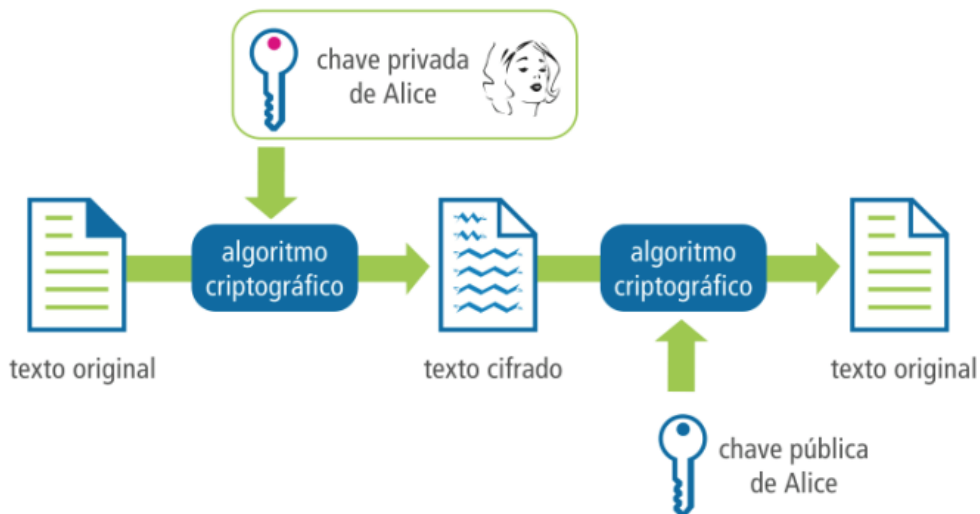 chave privada
de Alice
algoritmo
criptográfico
algoritmo
criptográfico
texto original
texto cifrado
texto original
chave pública
de Alice